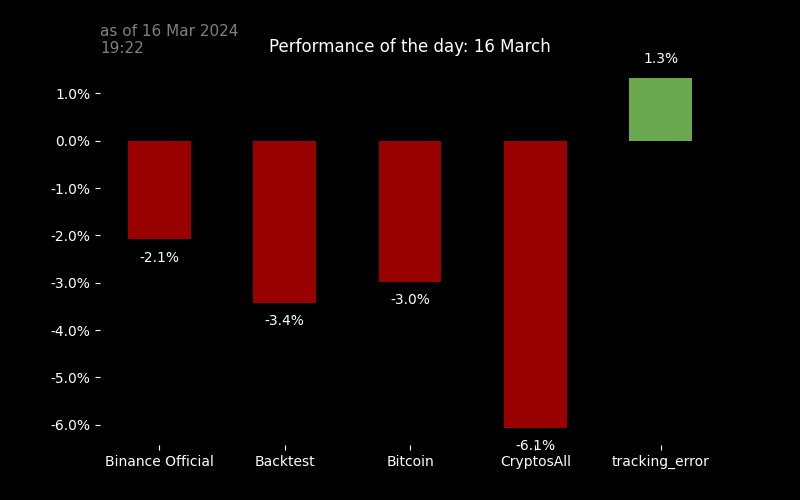 as of 16 Mar 2024
19:22
Performance of the day: 16 March
1.3%
1.0%
0.0%
-1.0%
-2.0%
-3.0%
-4.0%
-5.0%
-6.0%
-2.1%
-3.4%
-3.0%
-6.1%
Binance Official
Backtest
Bitcoin
CryptosAll
tracking_error